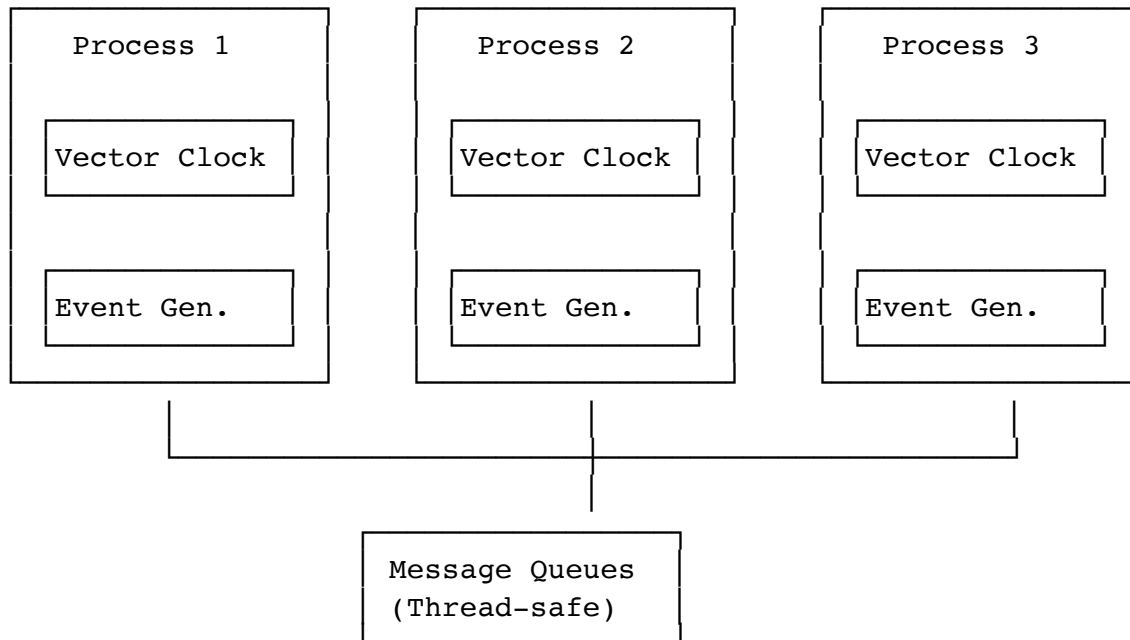 Process 1 Process 2 Process 3
Vector Clock Vector Clock Vector Clock
Event Gen. Event Gen. Event Gen.
Message Queues
(Thread-safe)